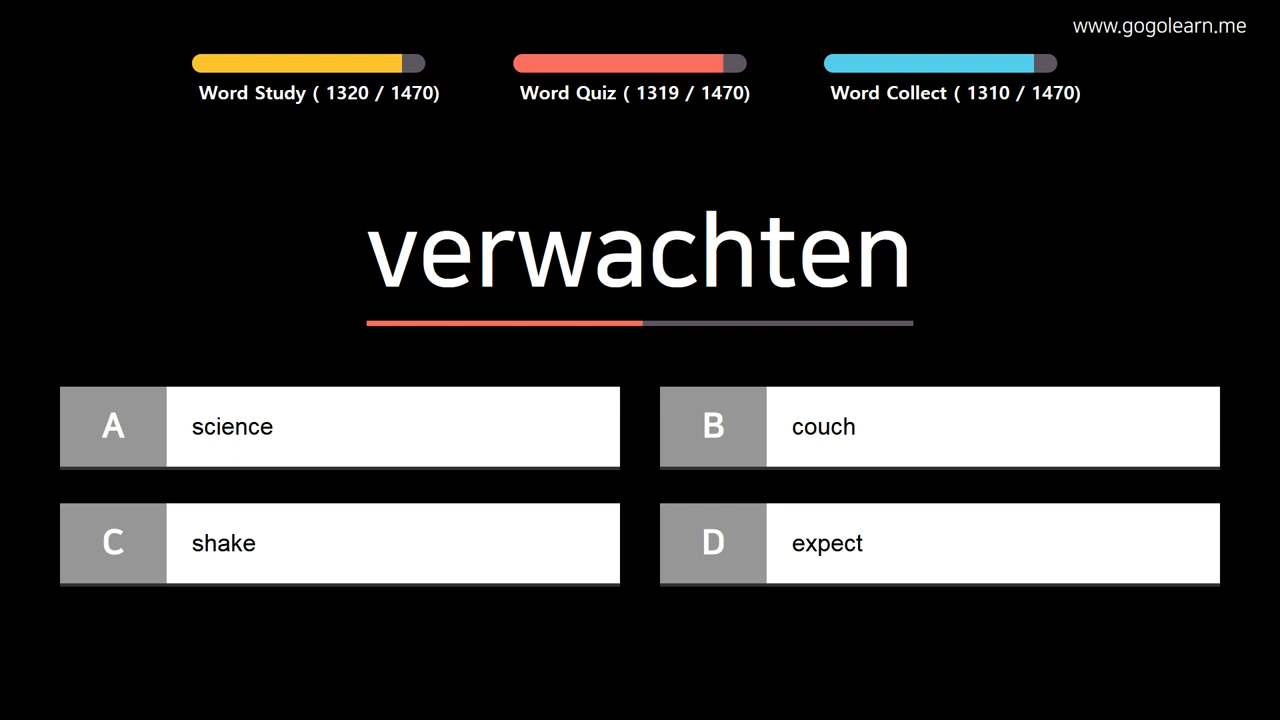 www.gogolearn.me
Word Study ( 1320 / 1470)
Word Quiz ( 1319 / 1470)
Word Collect ( 1310 / 1470)
verwachten
A science
B couch
C shake
D expect